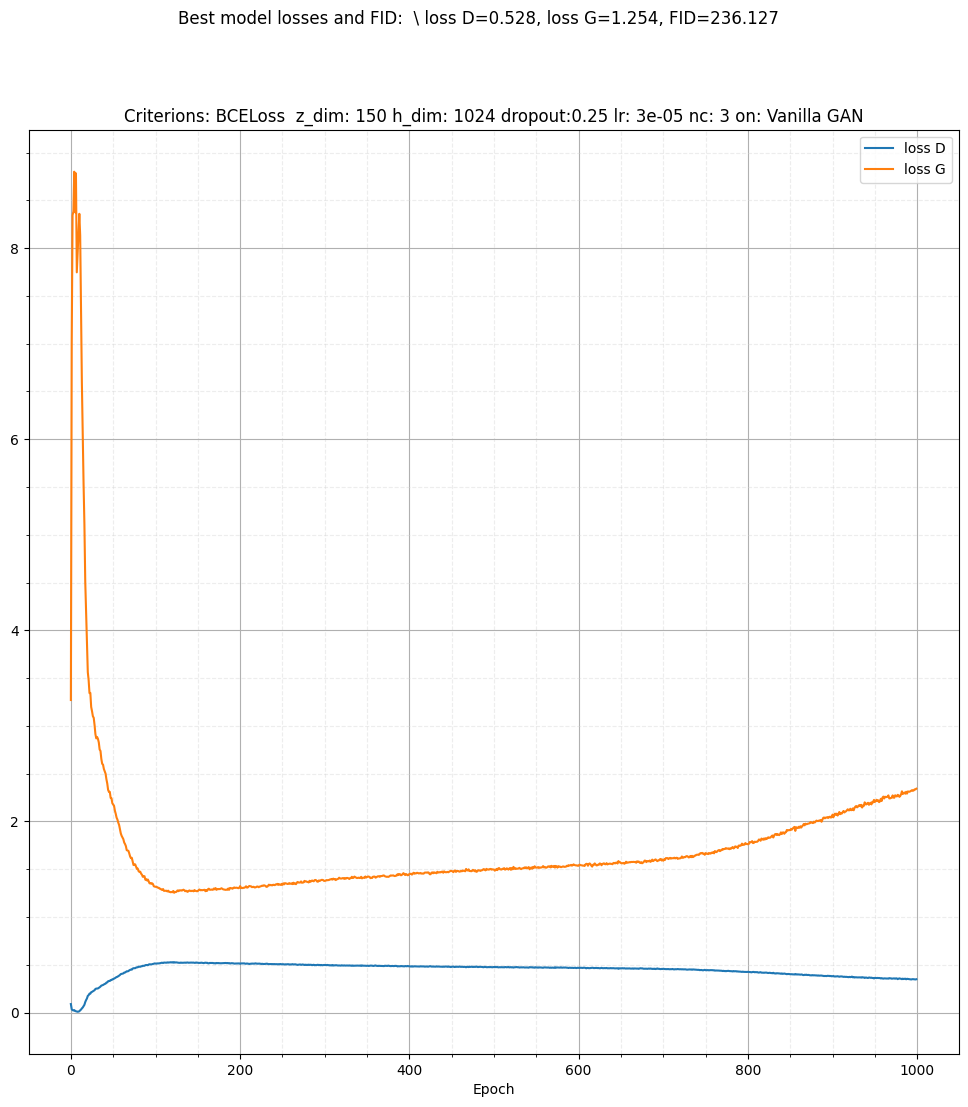 Best model losses and FID:  \ loss D=0.528, loss G=1.254, FID=236.127
Criterions: BCELoss  z_dim: 150 h_dim: 1024 dropout:0.25 lr: 3e-05 nc: 3 on: Vanilla GAN
loss D
loss G
8
6
4
2
0
0 200 400 600 800 1000
Epoch